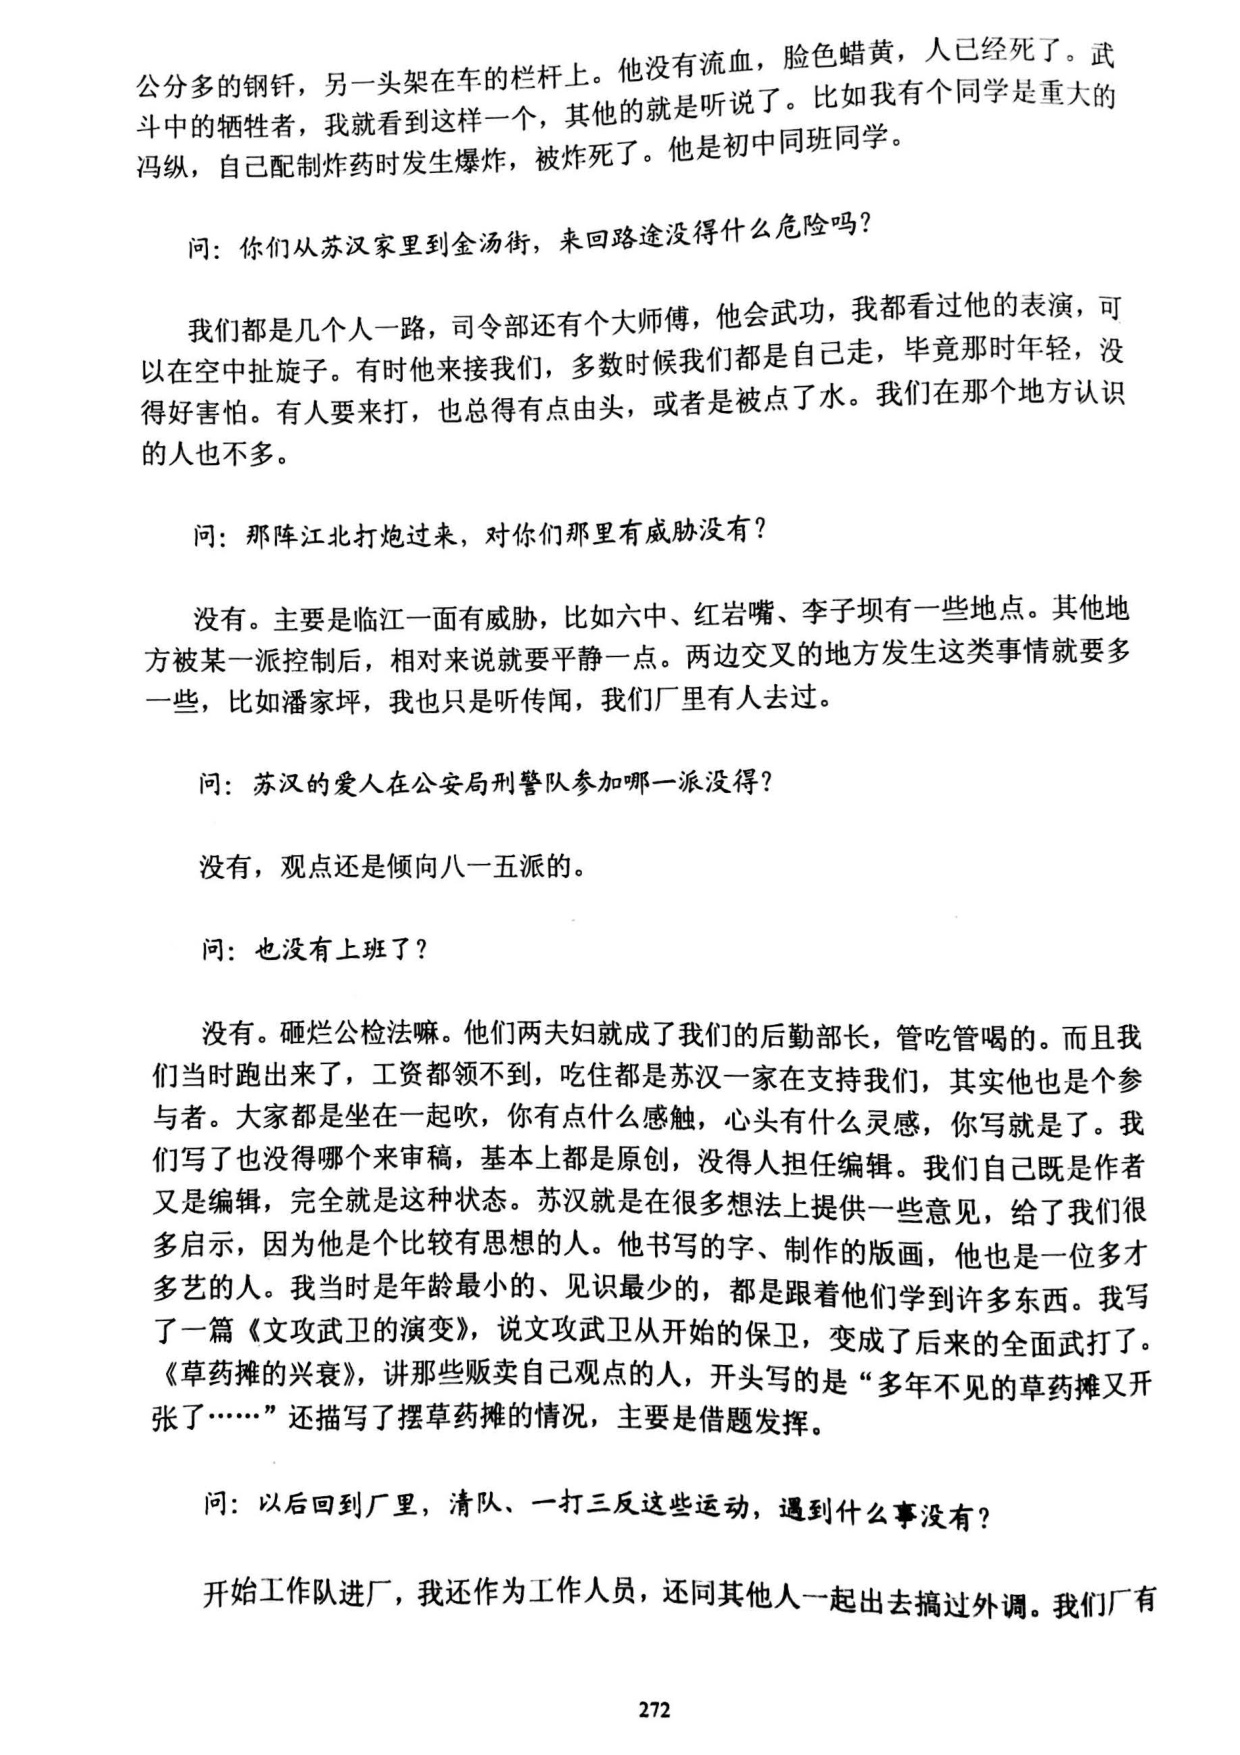 公分多的钢钎，另一头架在车的栏杆上。他没有流血，脸色蜡黄，人已经死了。武
斗中的牺牲者，我就看到这样一个，其他的就是听说了。比如我有个同学是重大的
冯纵，自己配制炸药时发生爆炸，被炸死了。他是初中同班同学。
问：你们从苏汉家里到金汤街，来回路途没得什么危险吗？
我们都是几个人一路，司令部还有个大师傅，他会武功，我都看过他的表演，可
以在空中扯旋子。有时他来接我们，多数时候我们都是自己走，毕竟那时年轻，没
得好害怕。有人要来打，也总得有点由头，或者是被点了水。我们在那个地方认识
的人也不多。
问：那阵江北打炮过来，对你们那里有威胁没有？
没有。主要是临江一面有威胁，比如六中、红岩嘴、李子坝有一些地点。其他地
方被某一派控制后，相对来说就要平静一点。两边交叉的地方发生这类事情就要多
一些，比如潘家坪，我也只是听传闻，我们厂里有人去过。
问：苏汉的爱人在公安局刑警队参加哪一派没得？
没有，观点还是倾向八一五派的。
问：也没有上班了？
没有。砸烂公检法嘛。他们两夫妇就成了我们的后勤部长，管吃管喝的。而且我
们当时跑出来了，工资都领不到，吃住都是苏汉一家在支持我们，其实他也是个参
与者。大家都是坐在一起吹，你有点什么感触，心头有什么灵感，你写就是了。我
们写了也没得哪个来审稿，基本上都是原创，没得人担任编辑。我们自己既是作者
又是编辑，完全就是这种状态。苏汉就是在很多想法上提供一些意见，给了我们很
多启示，因为他是个比较有思想的人。他书写的字、制作的版画，他也是一位多才
多艺的人。我当时是年龄最小的、见识最少的，都是跟着他们学到许多东西。我写
了一篇《文攻武卫的演变》，说文攻武卫从开始的保卫，变成了后来的全面武打了。
《草药摊的兴衰》，讲那些贩卖自己观点的人，开头写的是“多年不见的草药摊又开
张了……”还描写了摆草药摊的情况，主要是借题发挥。
问：以后回到厂里，清队、一打三反这些运动，遇到什么事没有？
开始工作队进厂，我还作为工作人员，还同其他人一起出去搞过外调。我们厂有
272